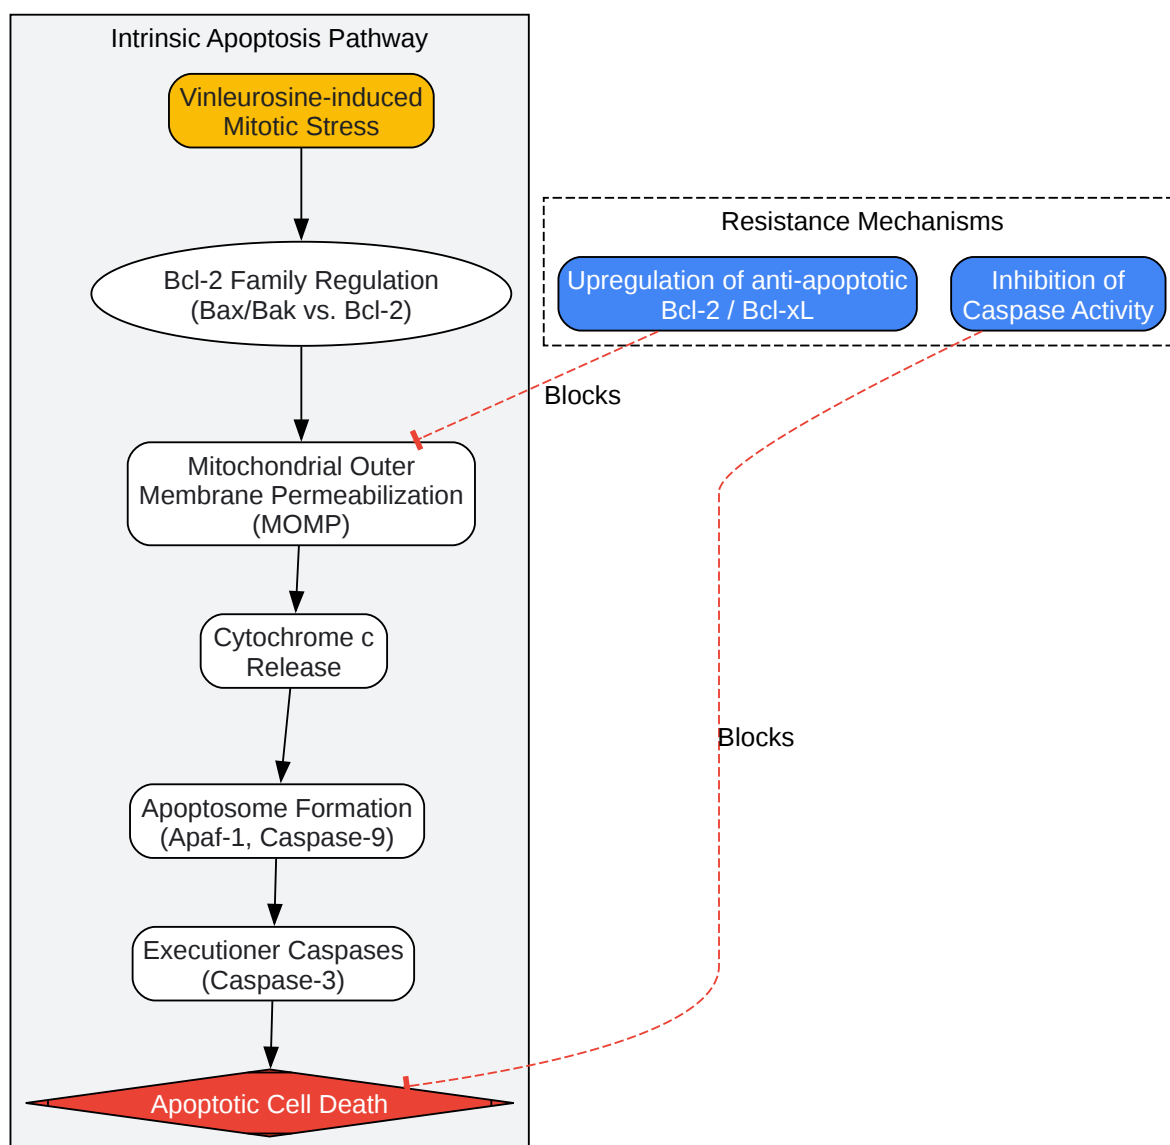 Intrinsic Apoptosis Pathway
Vinleurosine-induced
Mitotic Stress
Bcl-2 Family Regulation
(Bax/Bak vs. Bcl-2)
Resistance Mechanisms
Upregulation of anti-apoptotic
Bcl-2 / Bcl-xL
Inhibition of
Caspase Activity
Blocks
Mitochondrial Outer
Membrane Permeabilization
(MOMP)
Cytochrome c
Release
Blocks
Apoptosome Formation
(Apaf-1, Caspase-9)
Executioner Caspases
(Caspase-3)
Apoptotic Cell Death